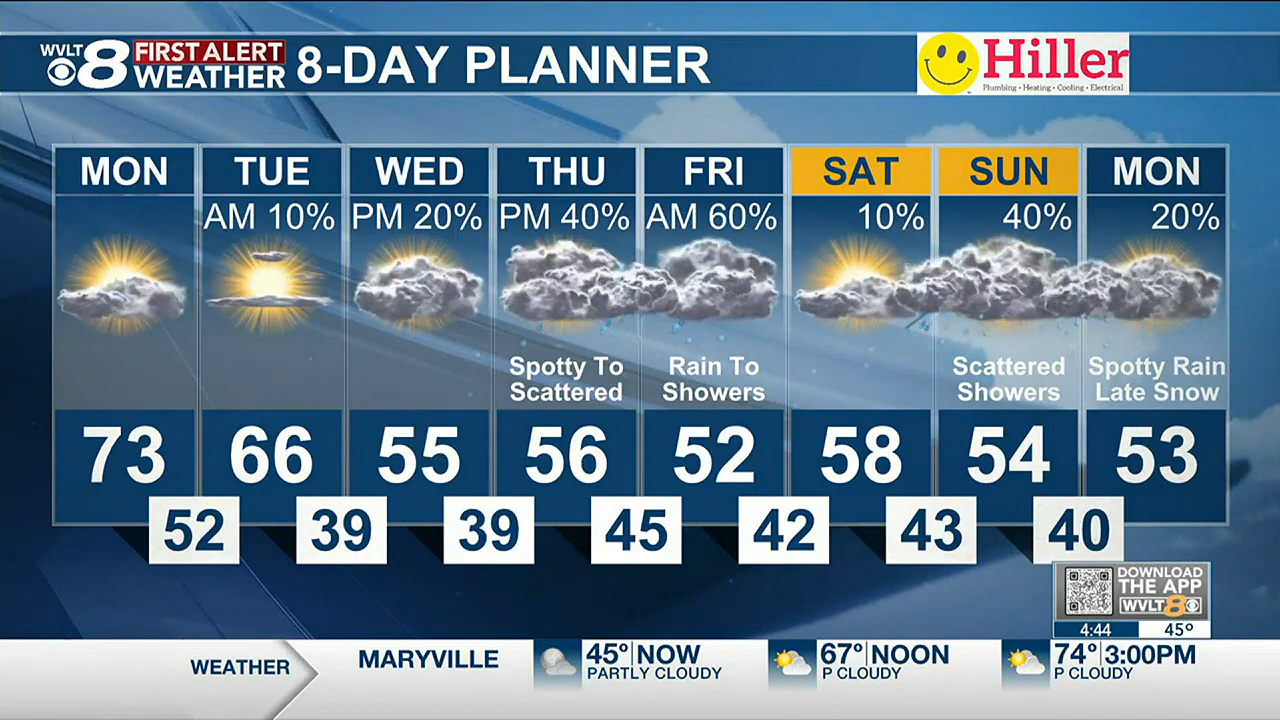 WVLT 8 FIRST ALERT WEATHER 8-DAY PLANNER
Hiller
Plumbing • Heating • Cooling • Electrical
MON TUE WED THU FRI SAT SUN MON
AM 10% PM 20% PM 40% AM 60% 10% 40% 20%
Spotty To Scattered
Rain To Showers
Scattered Showers
Spotty Rain Late Snow
73 66 55 56 52 58 54 53
52 39 39 45 42 43 40
DOWNLOAD
THE APP
WVLT 8
4:44 45°
WEATHER MARYVILLE
45° NOW
PARTLY CLOUDY
67° NOON
P CLOUDY
74° 3:00PM
P CLOUDY